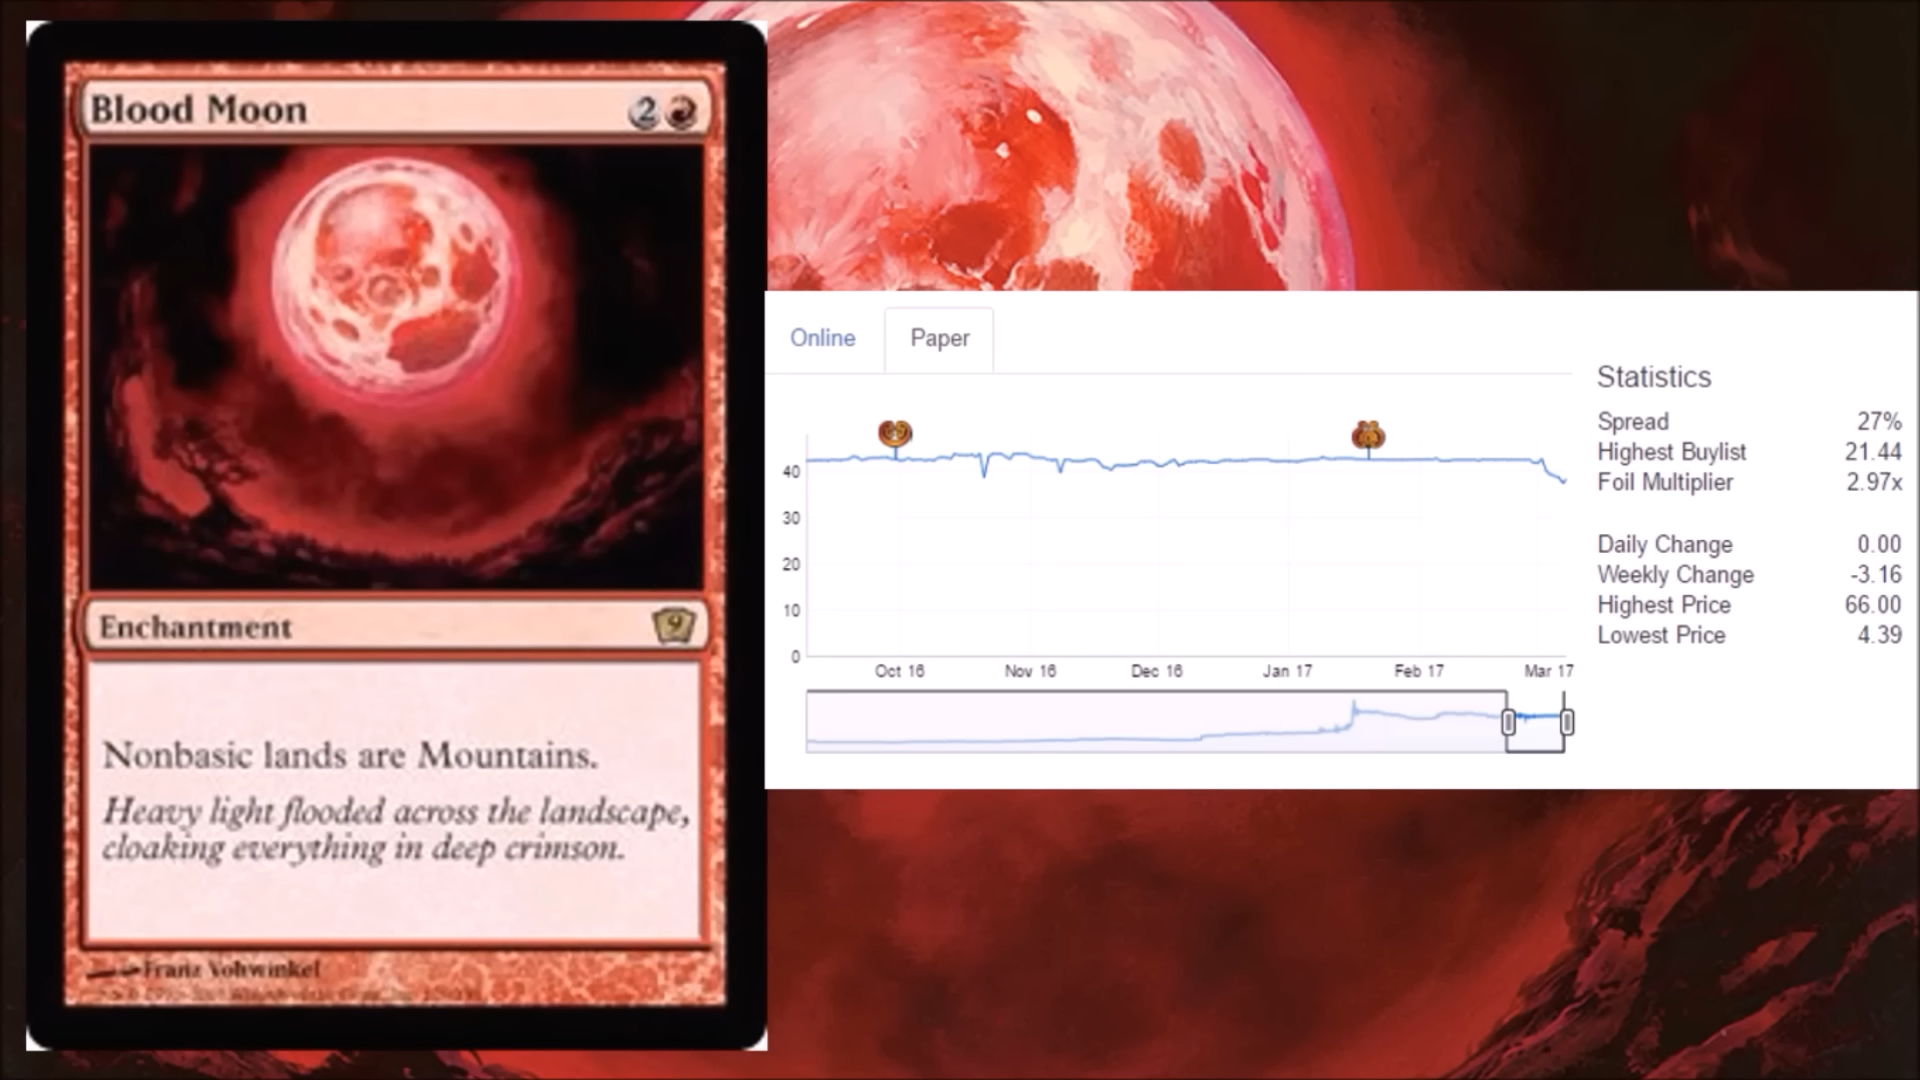 Blood Moon 2
Enchantment 9
Nonbasic lands are Mountains.
Heavy light flooded across the landscape,
cloaking everything in deep crimson.
Franz Vohwinkel
Online Paper
40
30
20
10
0
Oct 16 Nov 16 Dec 16 Jan 17 Feb 17 Mar 17
Statistics
Spread 27%
Highest Buylist 21.44
Foil Multiplier 2.97x
Daily Change 0.00
Weekly Change -3.16
Highest Price 66.00
Lowest Price 4.39